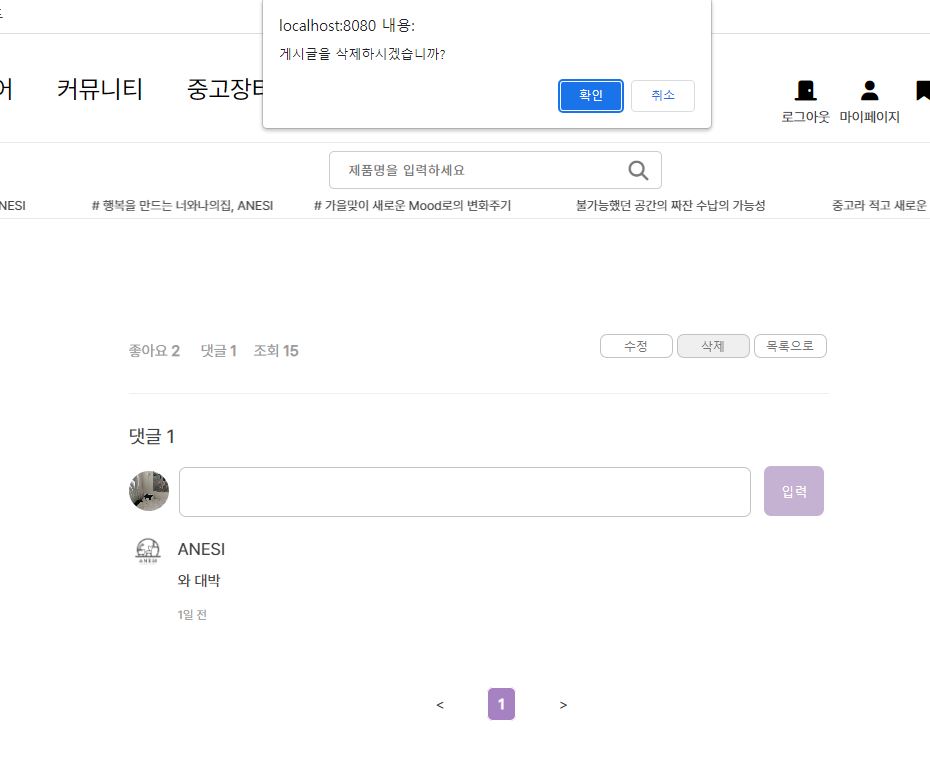 localhost:8080 내용:
게시글을 삭제하시겠습니까?
확인 취소
커뮤니티 중고장터
로그아웃 마이페이지
제품명을 입력하세요
NESI # 행복을 만드는 너와나의집, ANESI # 가을맞이 새로운 Mood로의 변화주기 불가능했던 공간의 짜잔 수납의 가능성 중고라 적고 새로운
좋아요 2 댓글 1 조회 15 수정 삭제 목록으로
댓글 1
입력
ANESI
ANESI
와 대박
1일 전
< 1 >